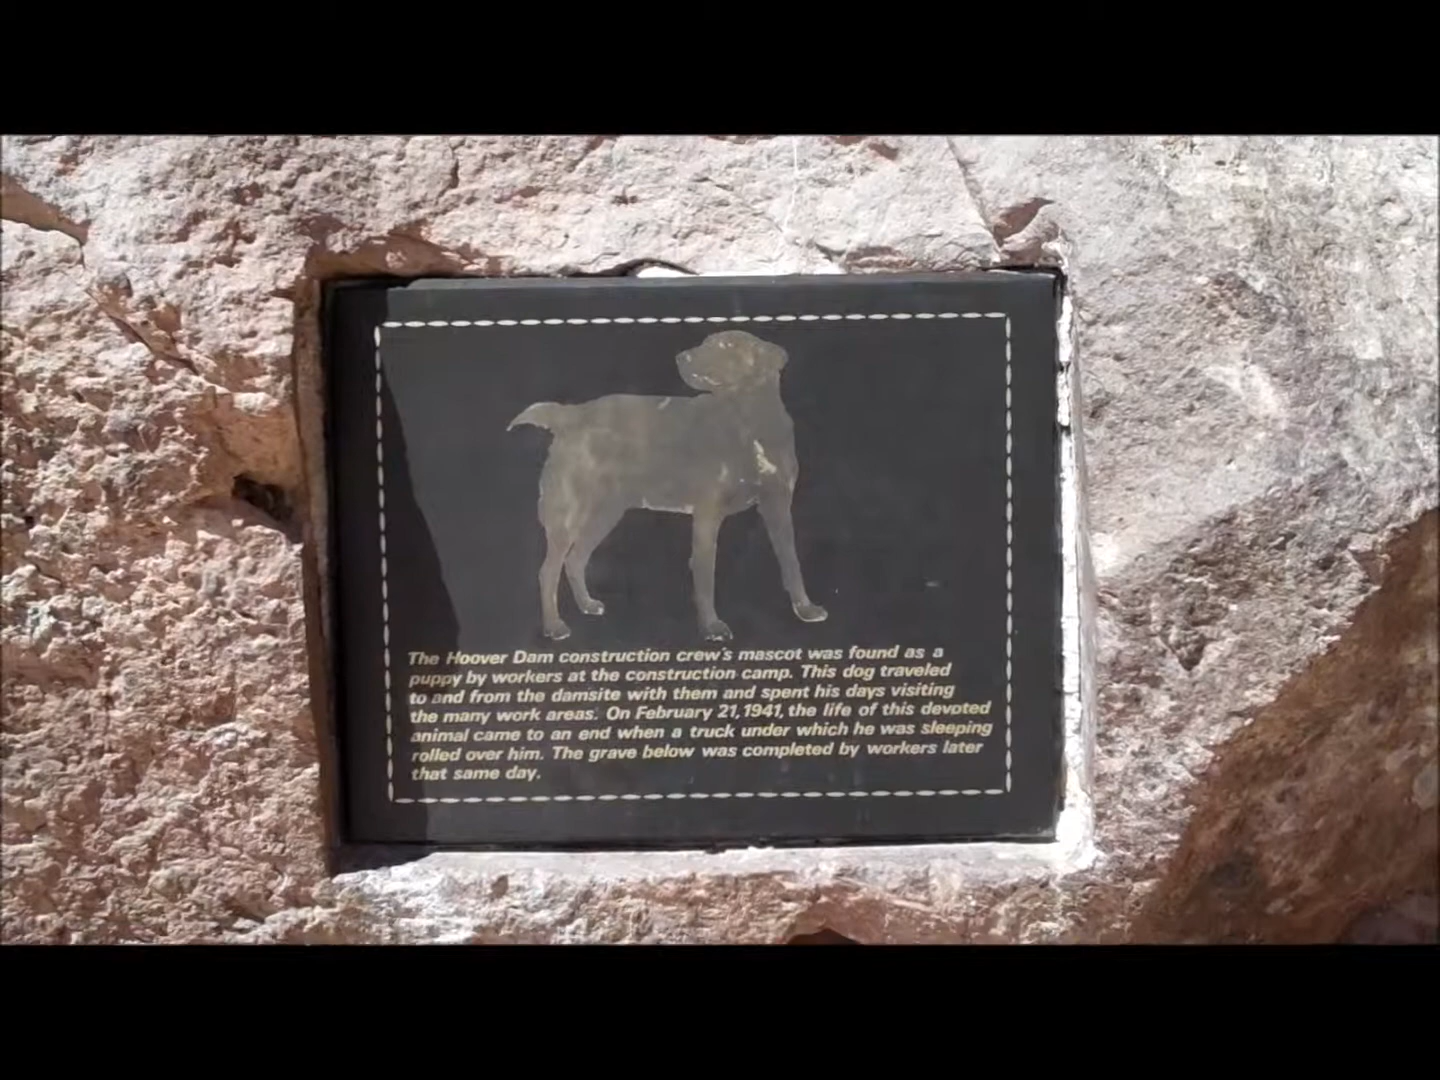 The Hoover Dam construction crew's mascot was found as a
puppy by workers at the construction camp. This dog traveled
to and from the damsite with them and spent his days visiting
the many work areas. On February 21, 1941, the life of this devoted
animal came to an end when a truck under which he was sleeping
rolled over him. The grave below was completed by workers later
that same day.